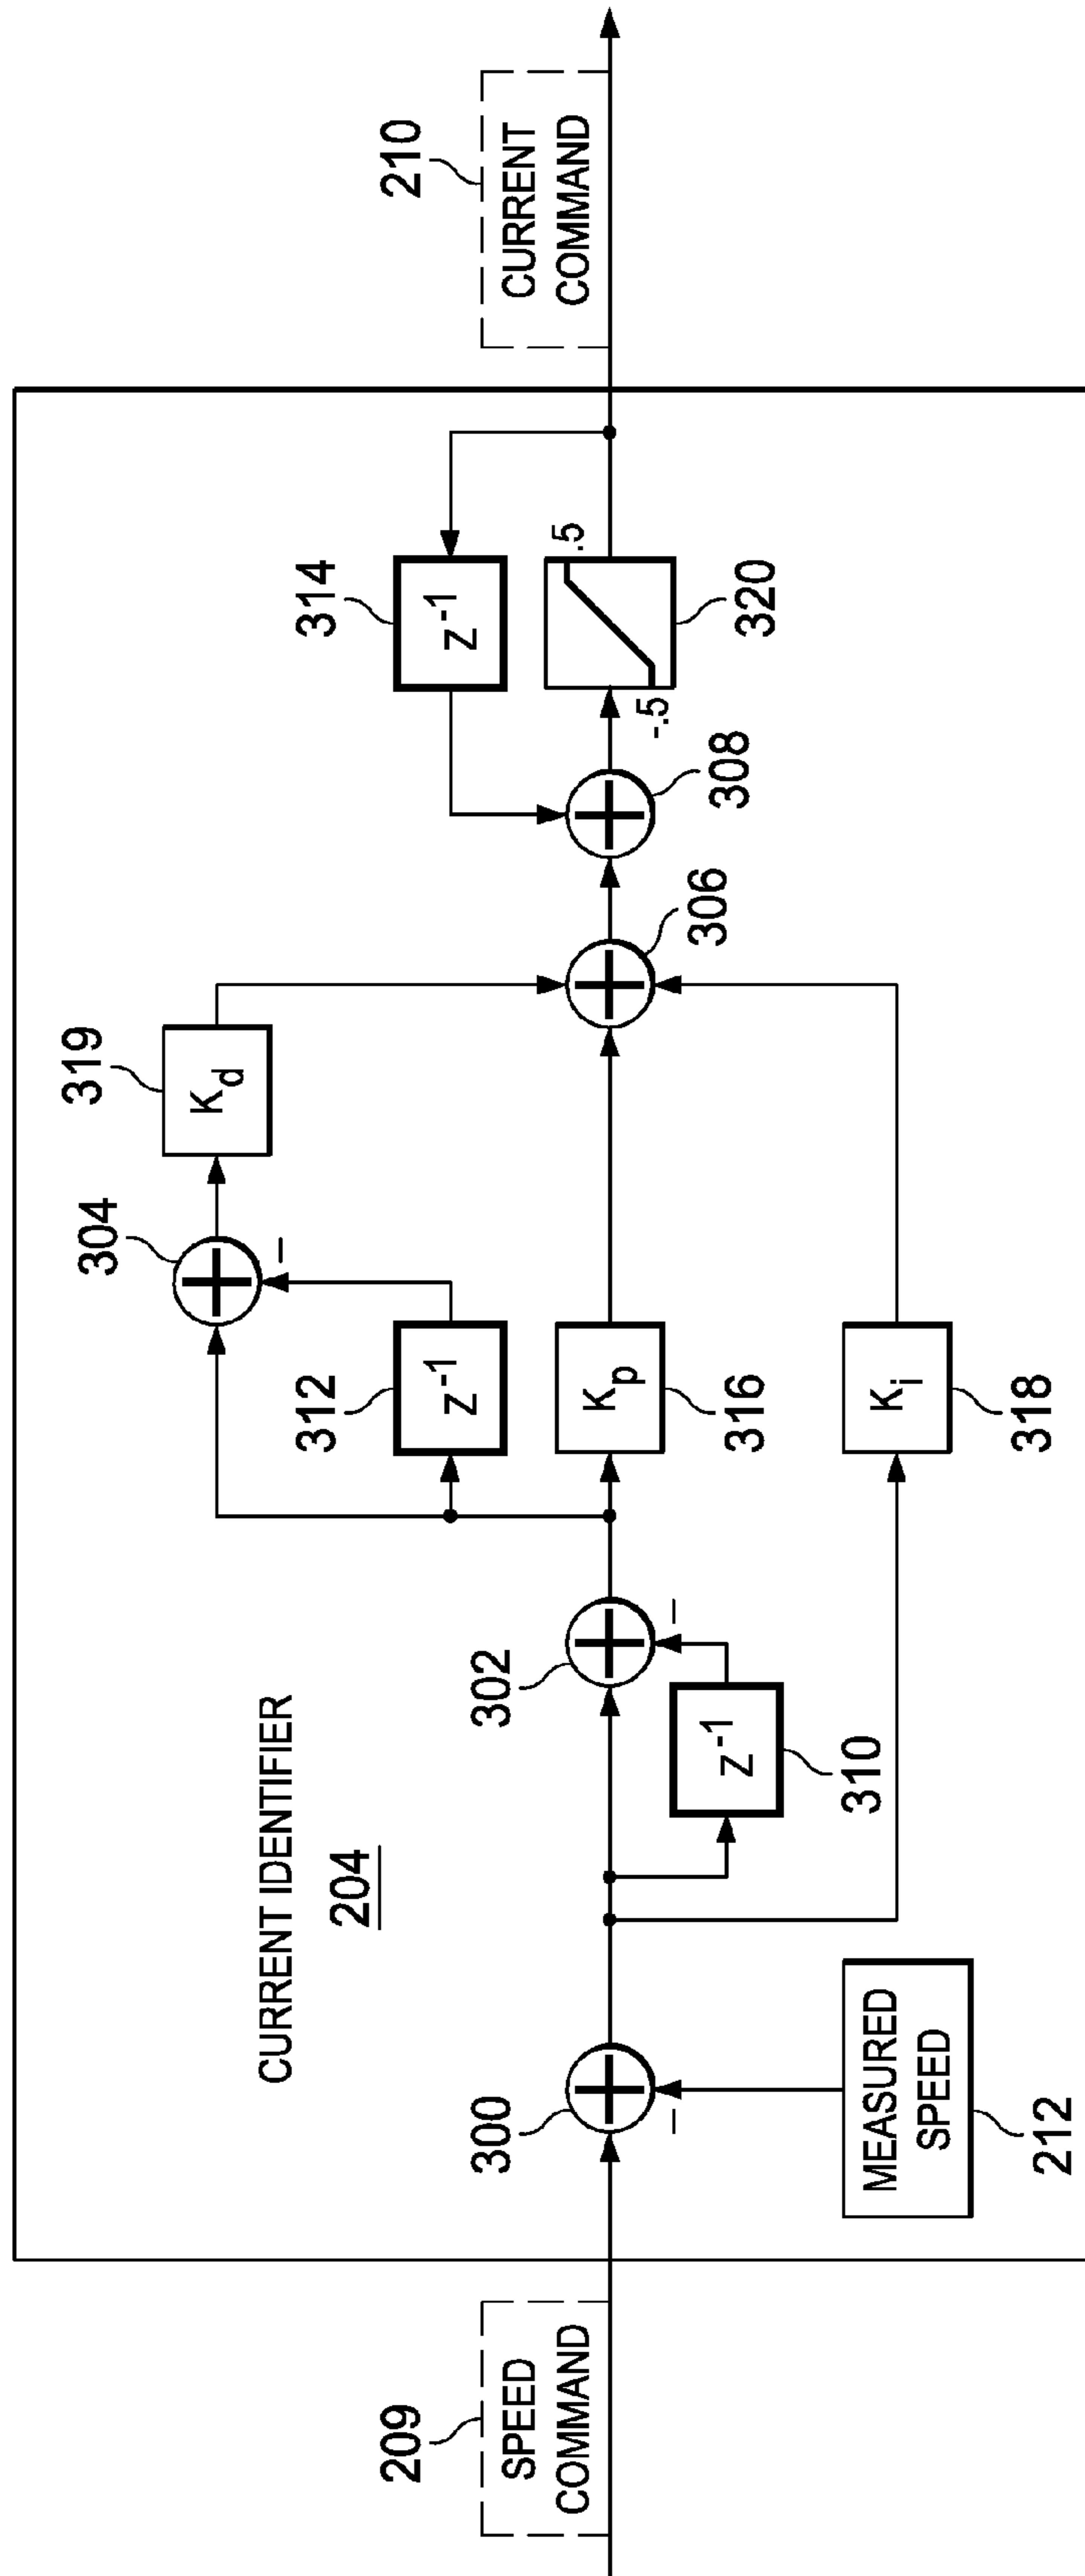 CURRENT IDENTIFIER
204
209
SPEED
COMMAND
300
MEASURED
SPEED
212
302
z⁻¹
310
304
312
z⁻¹
Kp
316
Ki
318
319
Kd
306
308
314
z⁻¹
.5
-.5
320
210
CURRENT
COMMAND